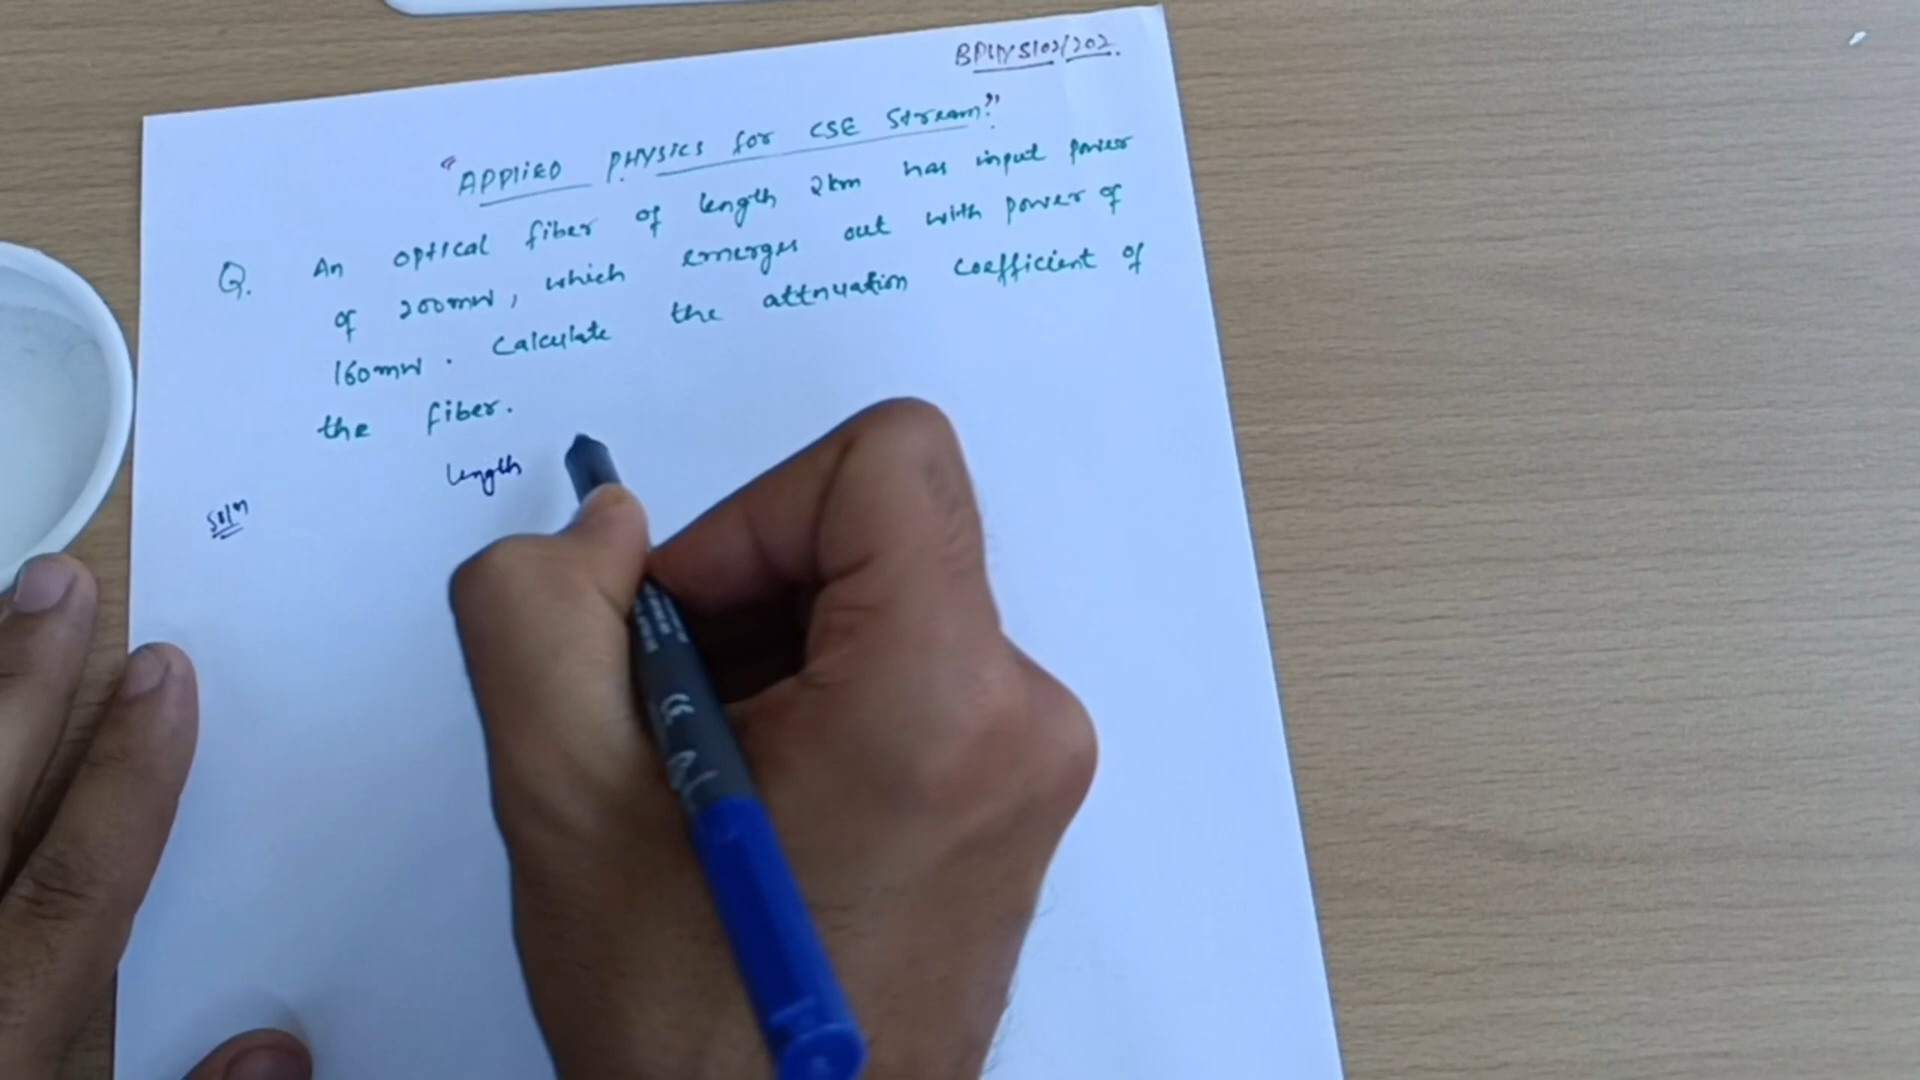 BPHYS102/202.
"APPLIED PHYSICS for CSE Stream."
Q. An optical fiber of length 2km has input power
of 200mW, which emerges out with power of
160mW. Calculate the attnuation coefficient of
the fiber.
length
Soln